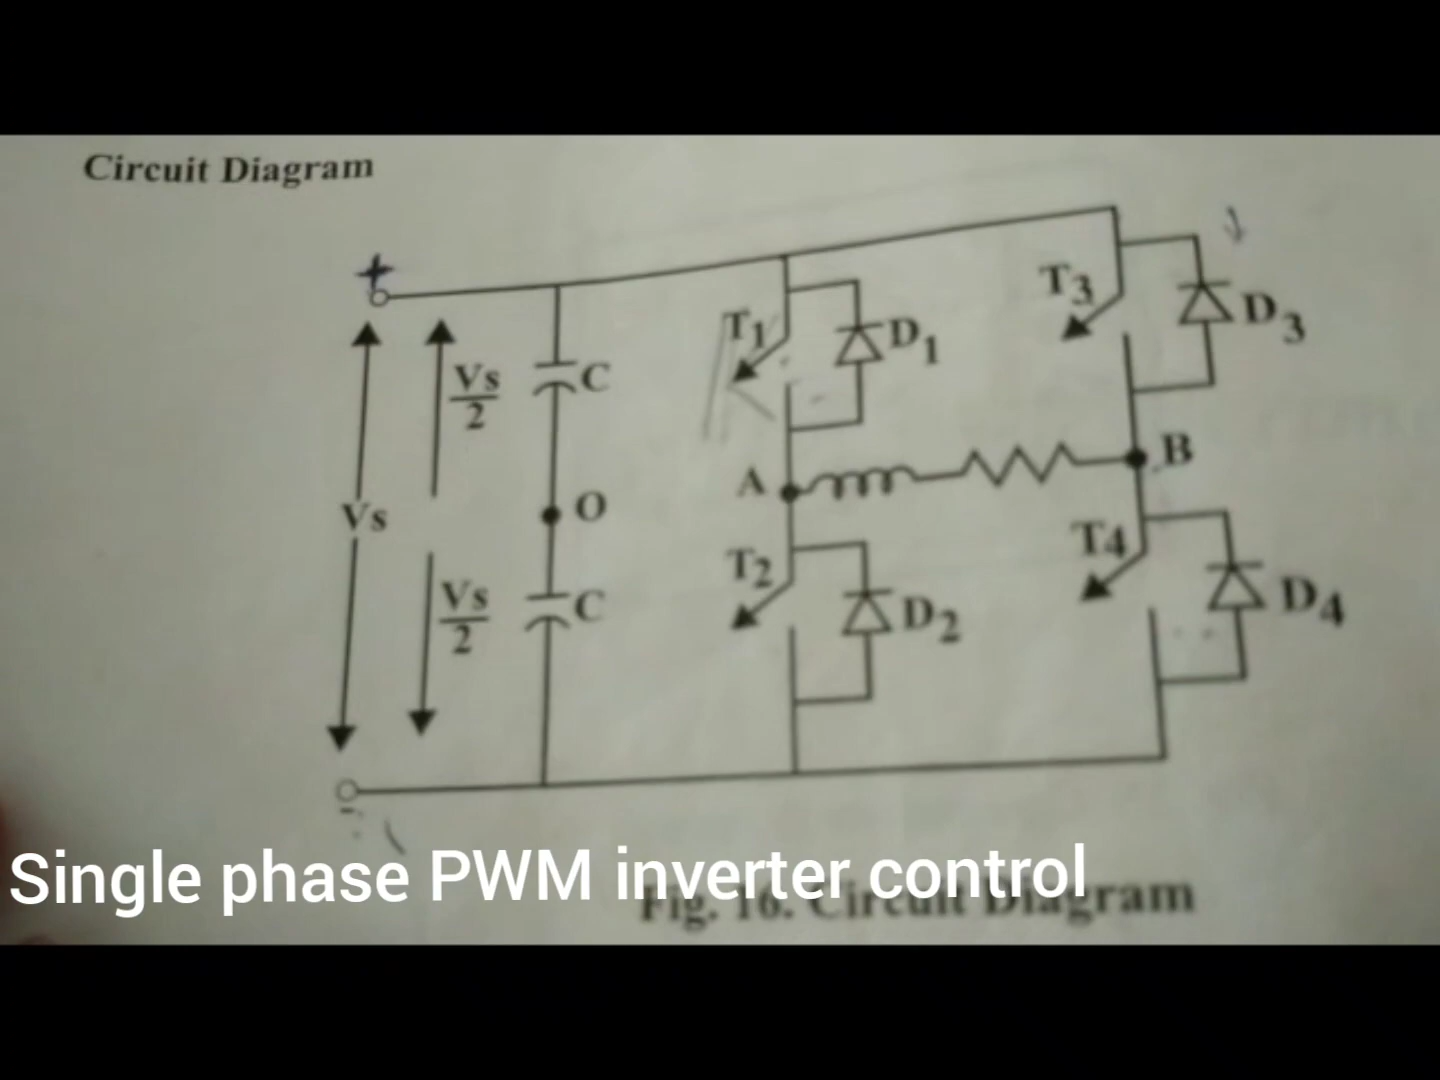 Circuit Diagram
+
T3
D3
T1
D1
Vs
2
C
B
A
O
Vs
T4
T2
Vs
2
C
D2
D4
-
Single phase PWM inverter control
Fig. 16. Circuit Diagram